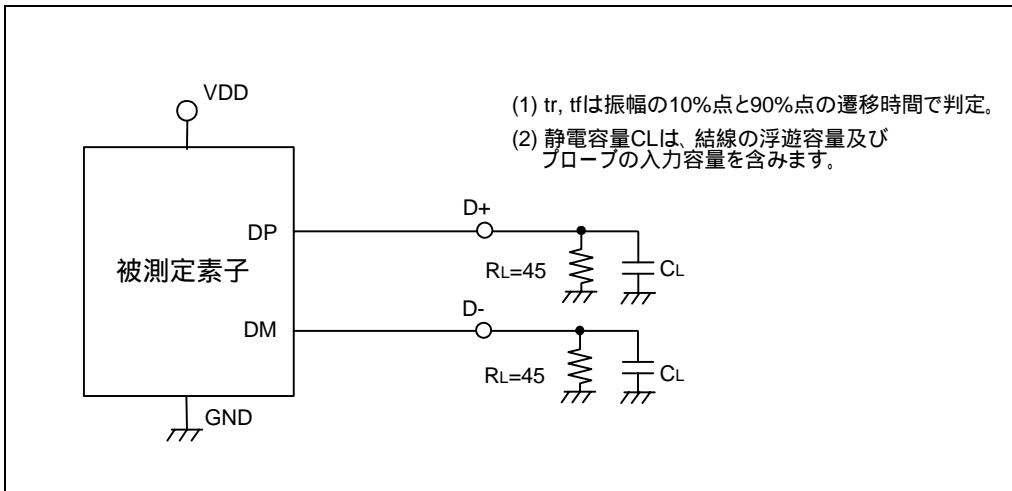 VDD
(1) tr, tfは振幅の10%点と90%点の遷移時間で判定。
(2) 静電容量CLは、結線の浮遊容量及び
プローブの入力容量を含みます。
D+
DP
被測定素子
RL=45
CL
D-
DM
RL=45
CL
GND